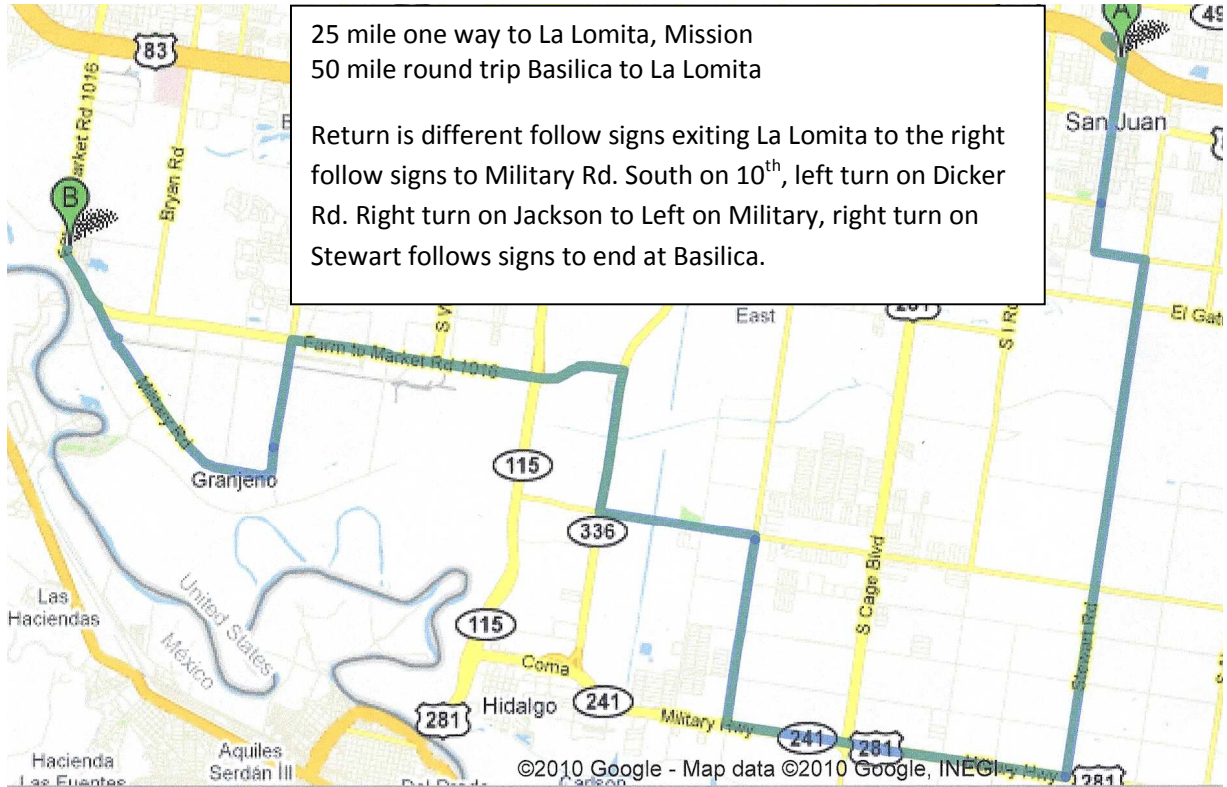 25 mile one way to La Lomita, Mission
50 mile round trip Basilica to La Lomita
Return is different follow signs exiting La Lomita to the right
follow signs to Military Rd. South on 10th, left turn on Dicker
Rd. Right turn on Jackson to Left on Military, right turn on
Stewart follows signs to end at Basilica.
A
83
San Juan
Bryan Rd
B
East
El Gat
Farm to Market Rd 1016
Military Rd
Granjeno
115
336
S Cage Blvd
Stewart Rd
Las
Haciendas
United States
México
115
Coma
Hidalgo
241
281
Military Hwy
241
281
281
Aquiles
Serdán III
Hacienda
Las Fuentes
©2010 Google - Map data ©2010 Google, INEGI